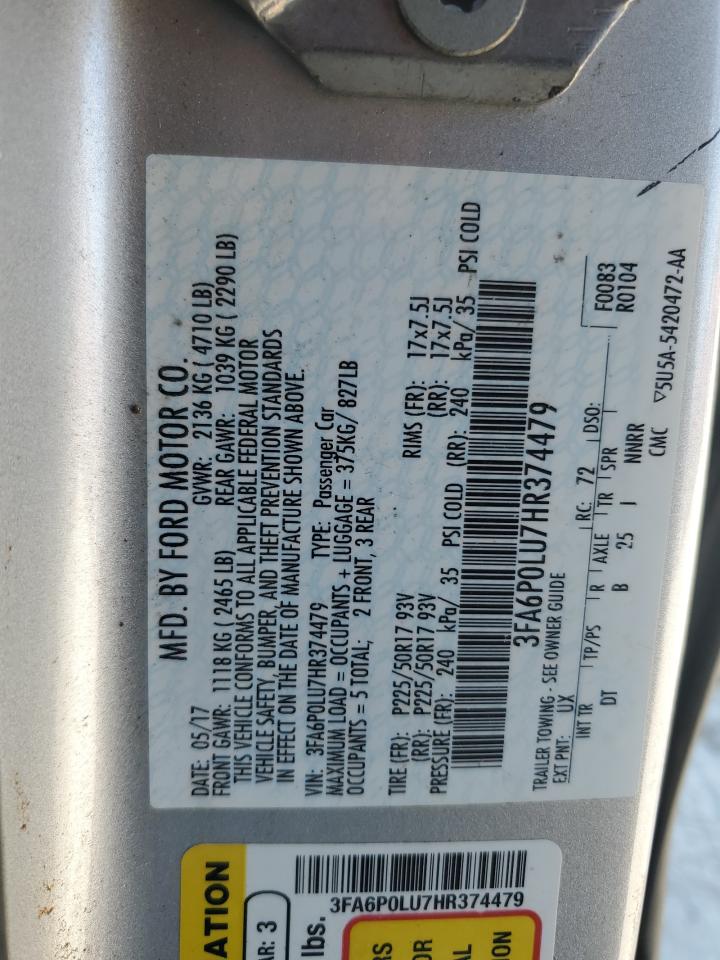 MFD. BY FORD MOTOR CO.
DATE: 05/17 GVWR: 2136 KG ( 4710 LB)
FRONT GAWR: 1118 KG ( 2465 LB) REAR GAWR: 1039 KG ( 2290 LB)
THIS VEHICLE CONFORMS TO ALL APPLICABLE FEDERAL MOTOR
VEHICLE SAFETY, BUMPER, AND THEFT PREVENTION STANDARDS
IN EFFECT ON THE DATE OF MANUFACTURE SHOWN ABOVE.
VIN: 3FA6P0LU7HR374479 TYPE: Passenger Car
MAXIMUM LOAD = OCCUPANTS + LUGGAGE = 375KG/ 827LB
OCCUPANTS = 5 TOTAL; 2 FRONT, 3 REAR
TIRE (FR): P225/50R17 93V RIMS (FR): 17x7.5J
(RR): P225/50R17 93V (RR): 17x7.5J
PRESSURE (FR): 240 kPa/ 35 PSI COLD (RR): 240 kPa/ 35 PSI COLD
3FA6P0LU7HR374479
TRAILER TOWING - SEE OWNER GUIDE
EXT PNT: UX RC: 72 DSO: F0083
INT TR TP/PS R AXLE TR SPR R0104
DT B 25 I NNRR
CMC ▽5U5A-5420472-AA
ATION
AR: 3
lbs.
3FA6P0LU7HR374479